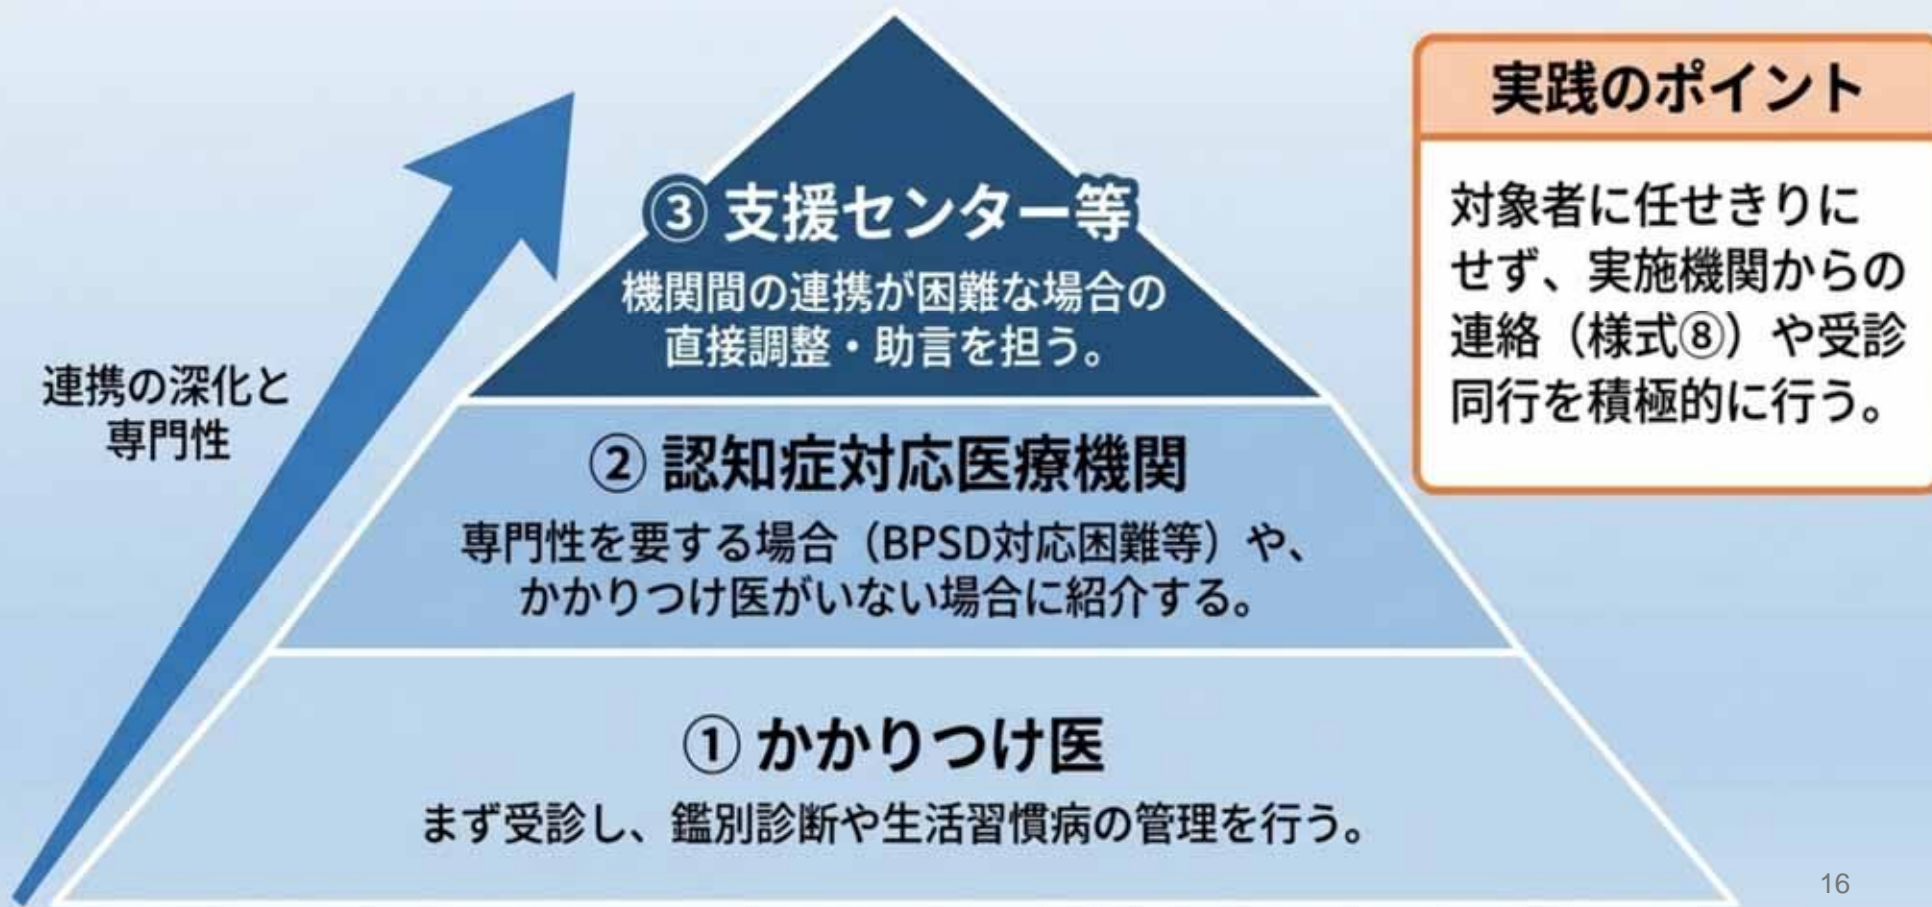 ③ 支援センター等
機関間の連携が困難な場合の
直接調整・助言を担う。
連携の深化と
専門性
② 認知症対応医療機関
専門性を要する場合（BPSD対応困難等）や、
かかりつけ医がいない場合に紹介する。
① かかりつけ医
まず受診し、鑑別診断や生活習慣病の管理を行う。
実践のポイント
対象者に任せきりに
せず、実施機関からの
連絡（様式⑧）や受診
同行を積極的に行う。
16